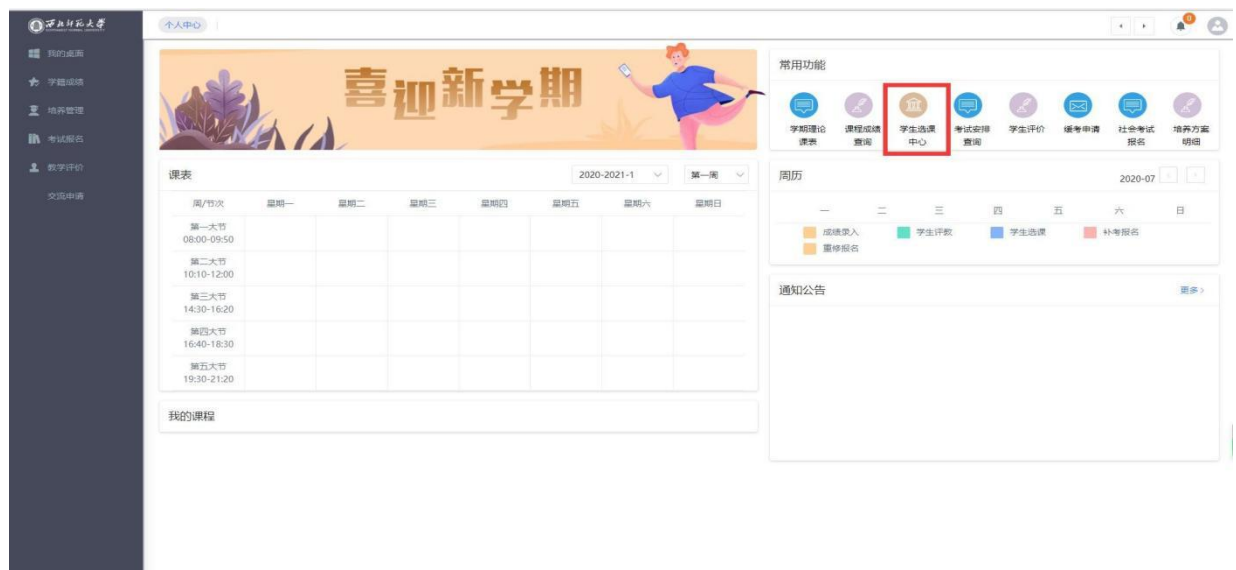 西北师范大学
个人中心
0
我的桌面
学籍成绩
培养管理
考试报名
教学评价
交流申请
喜迎新学期
常用功能
学期理论
课表
课程成绩
查询
学生选课
中心
考试安排
查询
学生评价
缓考申请
社会考试
报名
培养方案
明细
课表
2020-2021-1
第一周
周/节次 星期一 星期二 星期三 星期四 星期五 星期六 星期日
第一大节
08:00-09:50
第二大节
10:10-12:00
第三大节
14:30-16:20
第四大节
16:40-18:30
第五大节
19:30-21:20
我的课程
周历
2020-07
一 二 三 四 五 六 日
成绩录入 学生评教 学生选课 补考报名
重修报名
通知公告
更多>